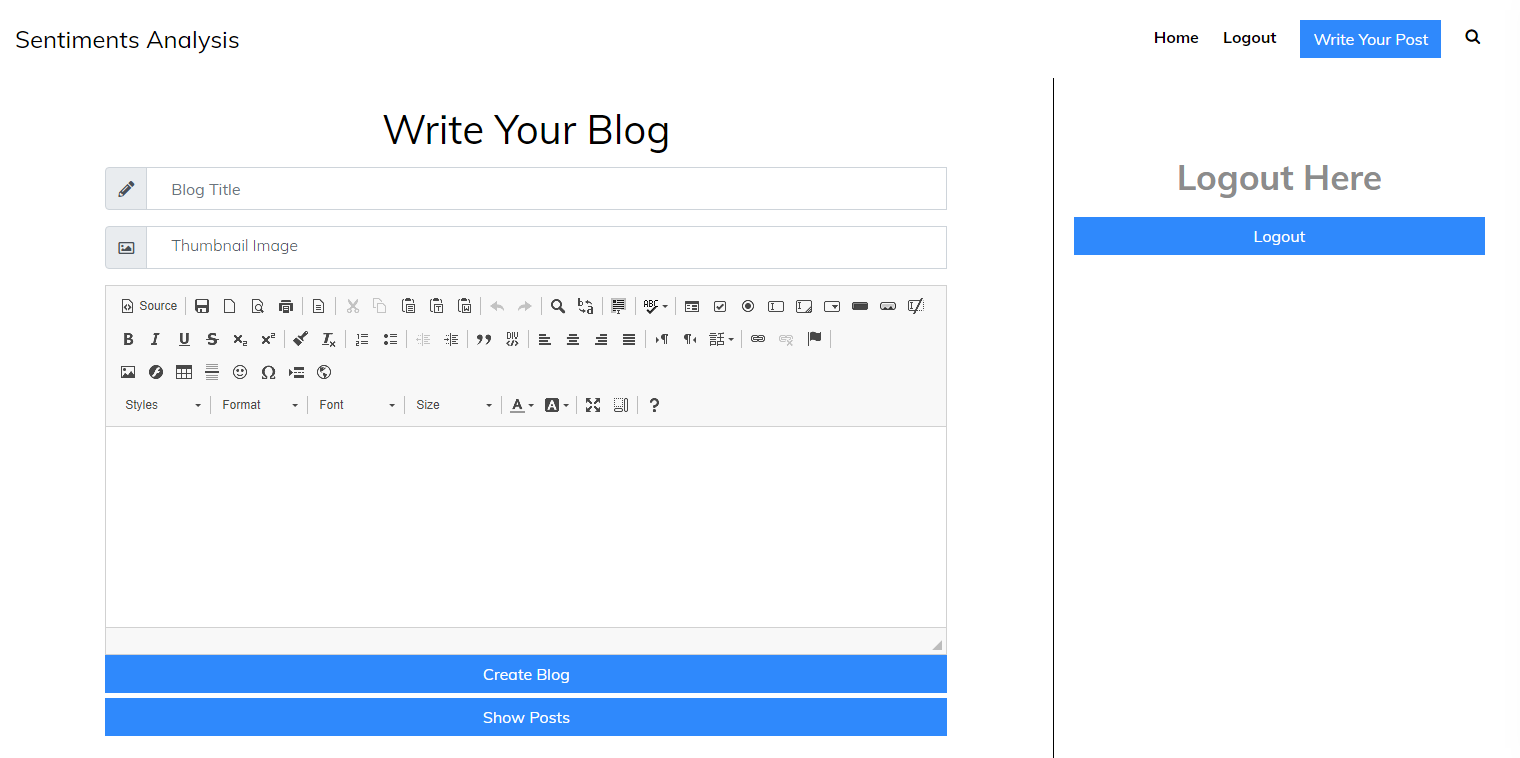 Sentiments Analysis
Home Logout Write Your Post
Write Your Blog
Blog Title
Thumbnail Image
Source
Styles Format Font Size
Create Blog
Show Posts
Logout Here
Logout